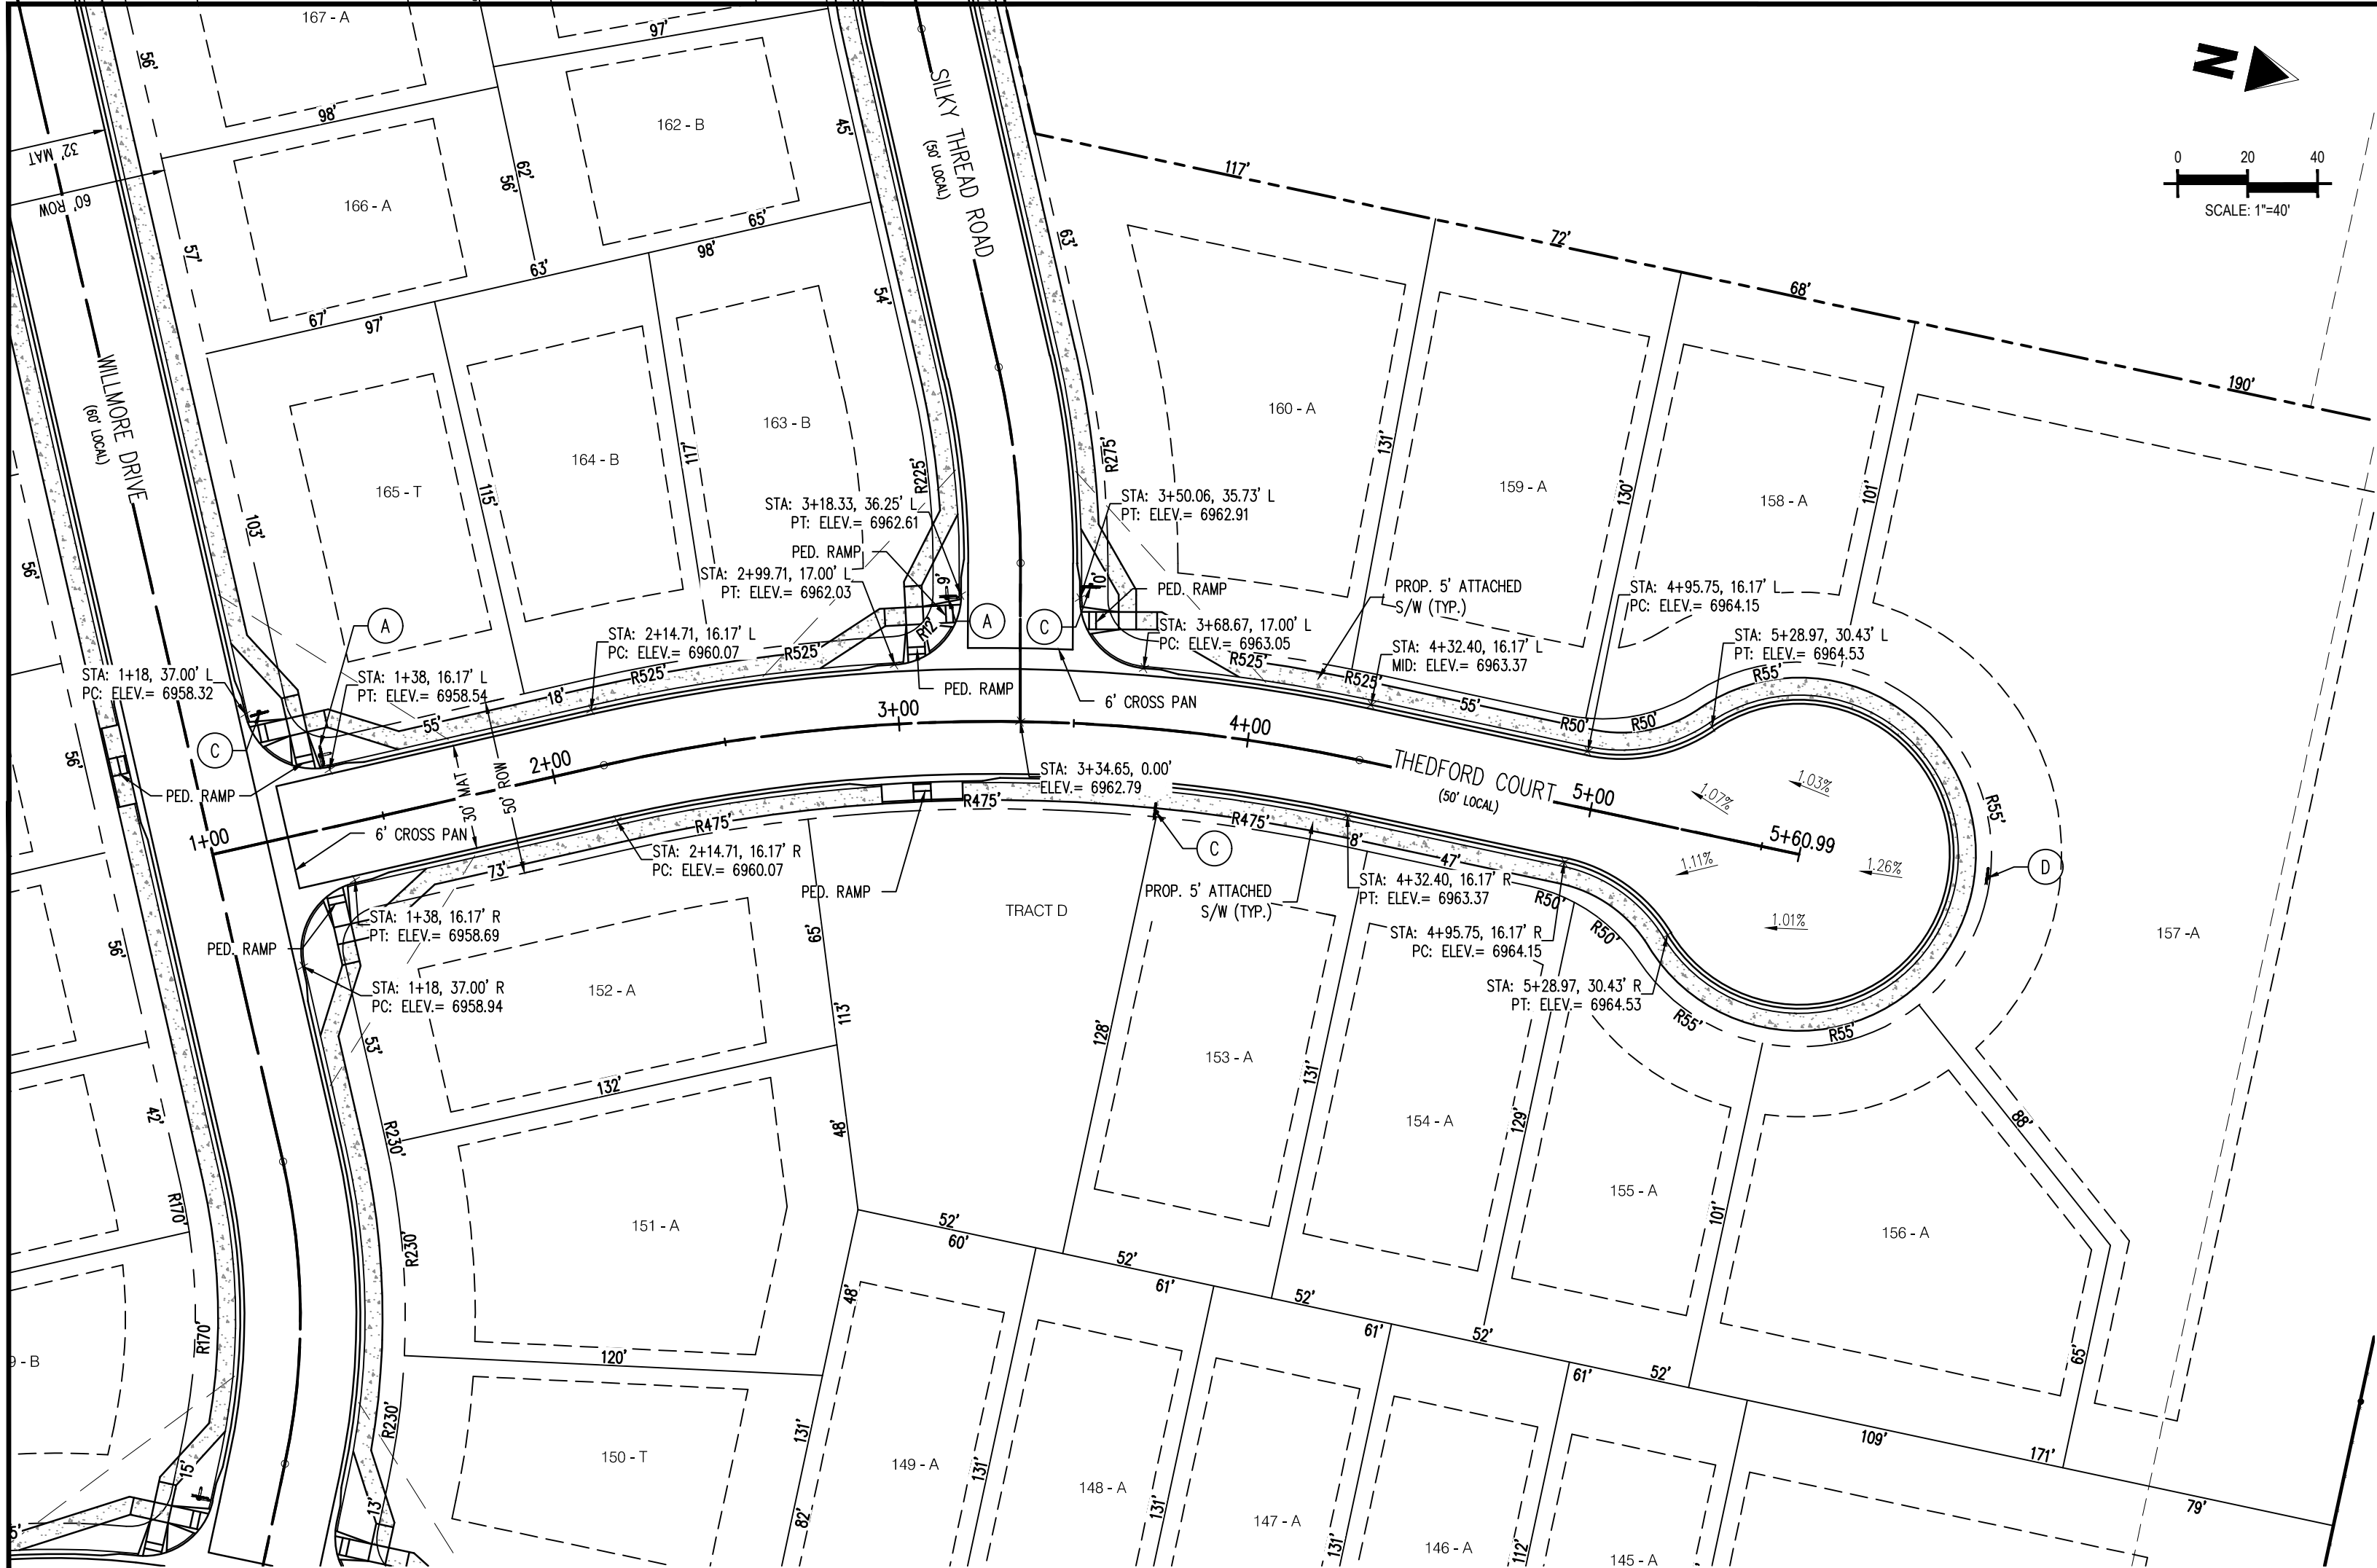 167 - A
97'
56'
98'
162 - B
45'
SILKY THREAD ROAD
(50' LOCAL)
117'
N
0 20 40
SCALE: 1"=40'
32' MAT
60' ROW
166 - A
62'
56'
65'
98'
63'
57'
67'
97'
54'
63'
72'
68'
190'
WILLMORE DRIVE
(60' LOCAL)
165 - T
115'
164 - B
117'
163 - B
R225'
R275'
160 - A
131'
159 - A
130'
158 - A
101'
103'
STA: 3+18.33, 36.25' L
PT: ELEV.= 6962.61
STA: 3+50.06, 35.73' L
PT: ELEV.= 6962.91
PED. RAMP
STA: 2+99.71, 17.00' L
PT: ELEV.= 6962.03
9'
10'
R12'
A
C
PED. RAMP
PROP. 5' ATTACHED
S/W (TYP.)
STA: 4+95.75, 16.17' L
PC: ELEV.= 6964.15
56'
A
STA: 2+14.71, 16.17' L
PC: ELEV.= 6960.07
R525'
STA: 3+68.67, 17.00' L
PC: ELEV.= 6963.05
STA: 4+32.40, 16.17' L
MID: ELEV.= 6963.37
STA: 5+28.97, 30.43' L
PT: ELEV.= 6964.53
STA: 1+18, 37.00' L
PC: ELEV.= 6958.32
STA: 1+38, 16.17' L
PT: ELEV.= 6958.54
55'
18'
R525'
PED. RAMP
6' CROSS PAN
R525'
R525'
55'
R50'
R50'
R55'
C
56'
PED. RAMP
1+00
6' CROSS PAN
2+00
30' MAT
50' ROW
3+00
4+00
THEDFORD COURT
(50' LOCAL)
5+00
5+60.99
STA: 3+34.65, 0.00'
ELEV.= 6962.79
1.07%
1.03%
1.11%
1.26%
1.01%
R55'
D
R475'
R475'
R475'
C
8'
47'
73'
STA: 2+14.71, 16.17' R
PC: ELEV.= 6960.07
PED. RAMP
PROP. 5' ATTACHED
S/W (TYP.)
STA: 4+32.40, 16.17' R
PT: ELEV.= 6963.37
R50'
R50'
STA: 4+95.75, 16.17' R
PC: ELEV.= 6964.15
STA: 5+28.97, 30.43' R
PT: ELEV.= 6964.53
R55'
R55'
157 - A
56'
PED. RAMP
STA: 1+38, 16.17' R
PT: ELEV.= 6958.69
STA: 1+18, 37.00' R
PC: ELEV.= 6958.94
152 - A
65'
113'
TRACT D
128'
153 - A
131'
154 - A
129'
155 - A
101'
156 - A
88'
65'
53'
132'
48'
42'
R230'
R230'
R170'
R170'
151 - A
120'
52'
60'
52'
61'
52'
61'
52'
61'
52'
109'
171'
79'
48'
131'
82'
9 - B
15'
5'
R230'
13'
150 - T
149 - A
131'
148 - A
131'
147 - A
131'
146 - A
112'
145 - A